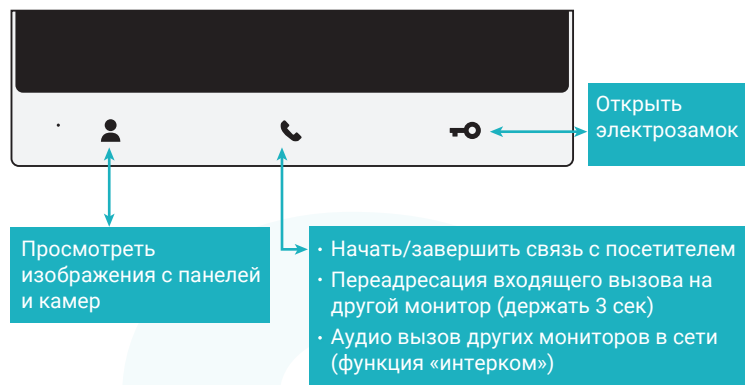 Открыть
электрозамок
Просмотреть
изображения с панелей
и камер
· Начать/завершить связь с посетителем
· Переадресация входящего вызова на
другой монитор (держать 3 сек)
· Аудио вызов других мониторов в сети
(функция «интерком»)